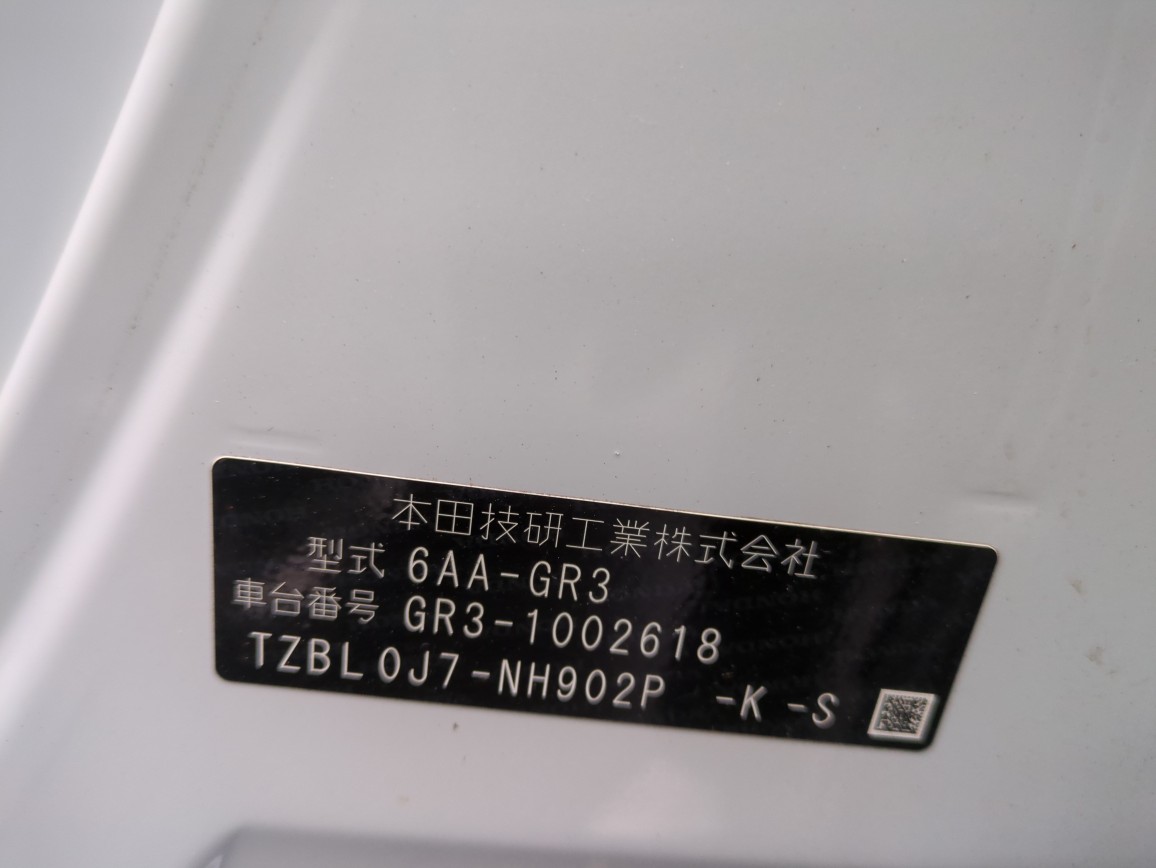 本田技研工業株式会社
型式 6AA-GR3
車台番号 GR3-1002618
TZBL0J7-NH902P -K -S